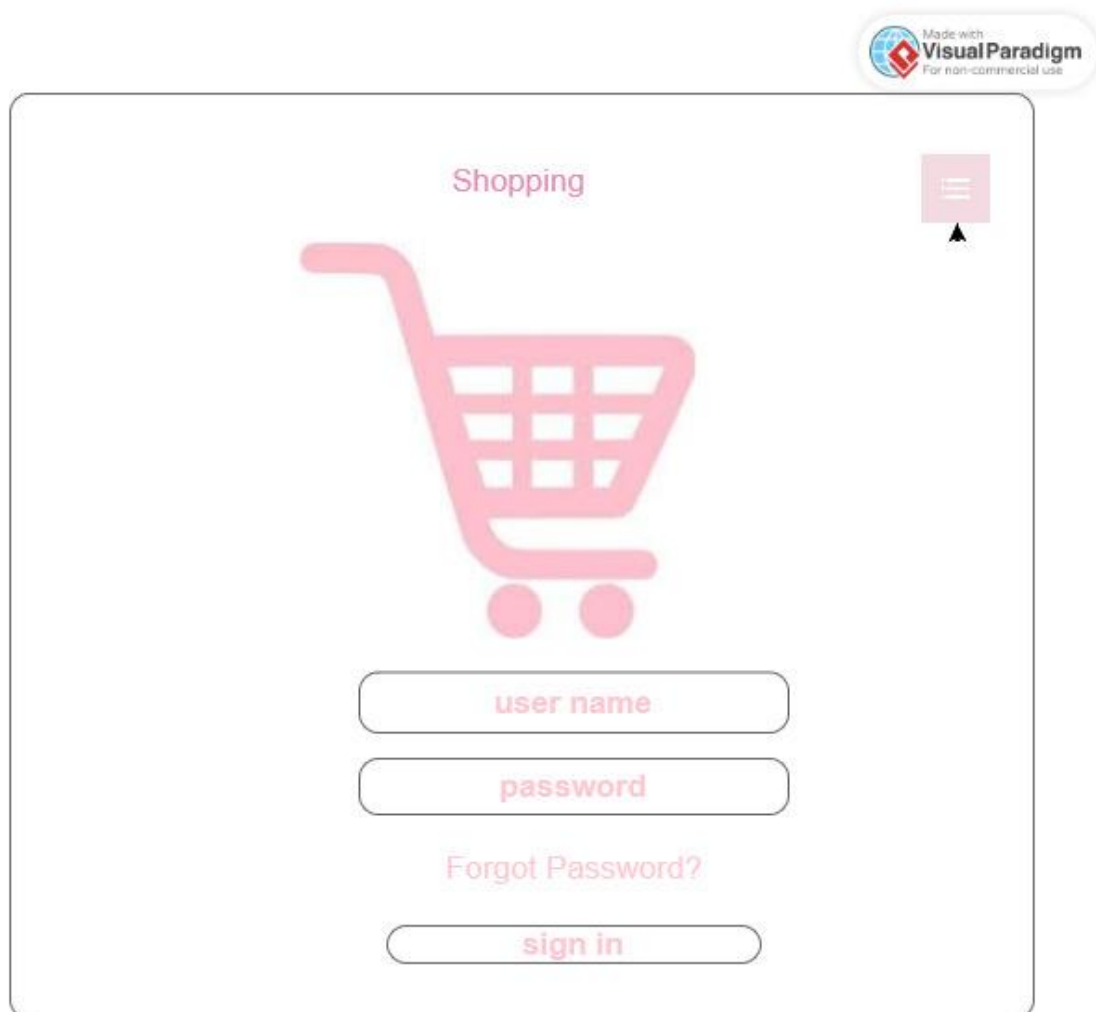 Made with
Visual Paradigm
For non-commercial use
Shopping
user name
password
Forgot Password?
sign in